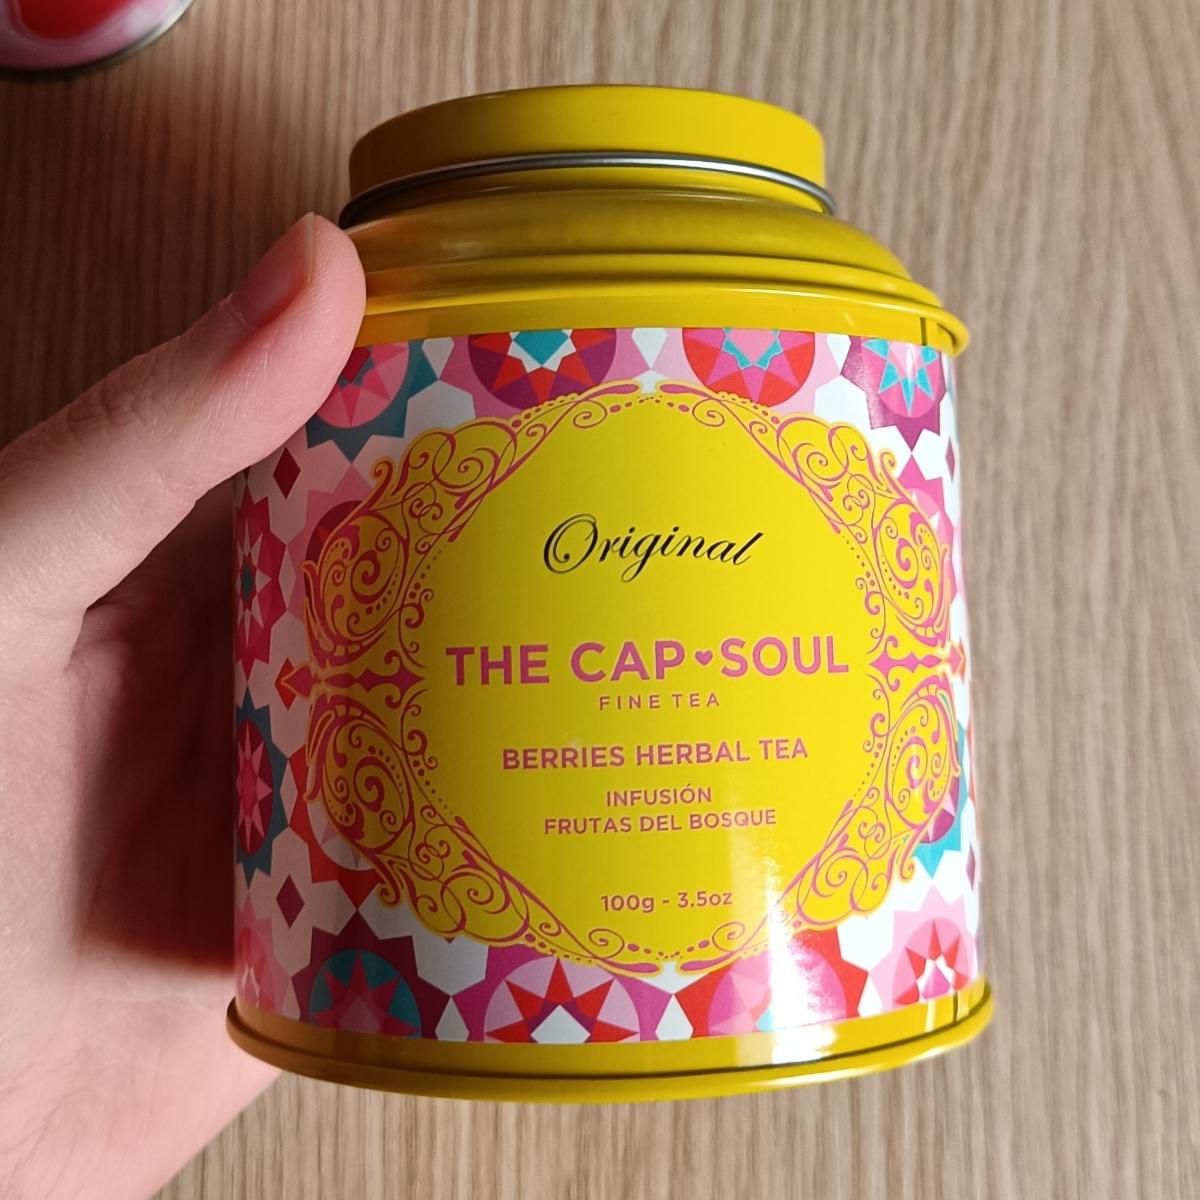 Original
THE CAP♥SOUL
FINE TEA
BERRIES HERBAL TEA
INFUSIÓN
FRUTAS DEL BOSQUE
100g - 3.5oz